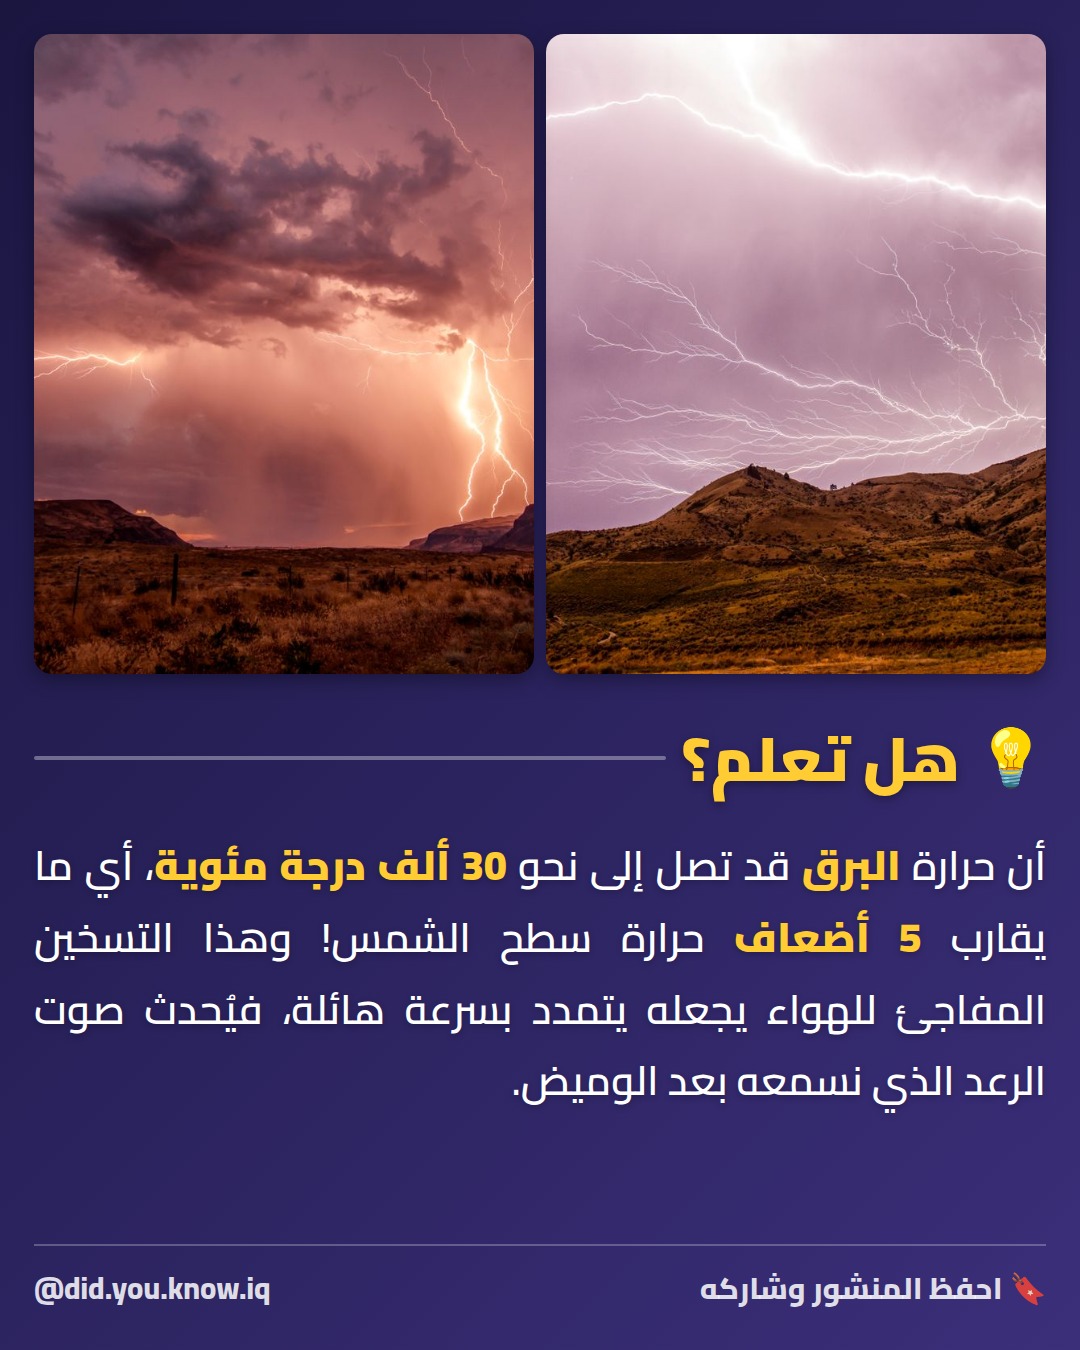 💡 هل تعلم؟
أن حرارة البرق قد تصل إلى نحو 30 ألف درجة مئوية، أي ما
يقارب 5 أضعاف حرارة سطح الشمس! وهذا التسخين
المفاجئ للهواء يجعله يتمدد بسرعة هائلة، فيُحدث صوت
الرعد الذي نسمعه بعد الوميض.
🔖 احفظ المنشور وشاركه
@did.you.know.iq